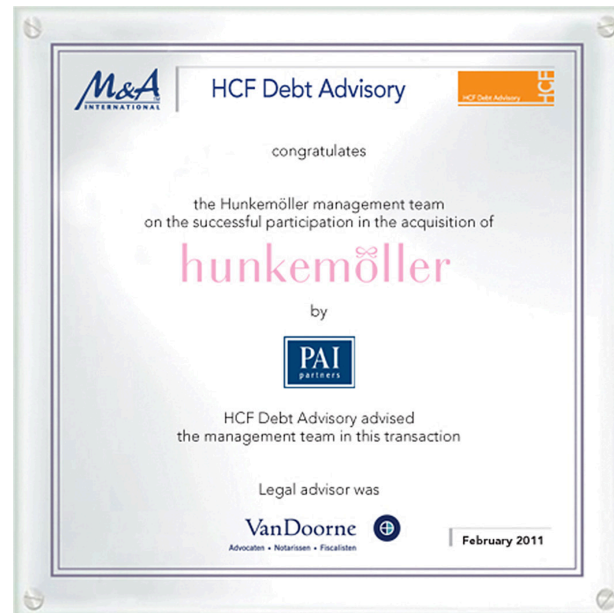 M&A
INTERNATIONAL
HCF Debt Advisory
HCF Debt Advisory
HCF
congratulates
the Hunkemöller management team
on the successful participation in the acquisition of
hunkemöller
by
PAI
partners
HCF Debt Advisory advised
the management team in this transaction
Legal advisor was
VanDoorne
Advocaten • Notarissen • Fiscalisten
February 2011